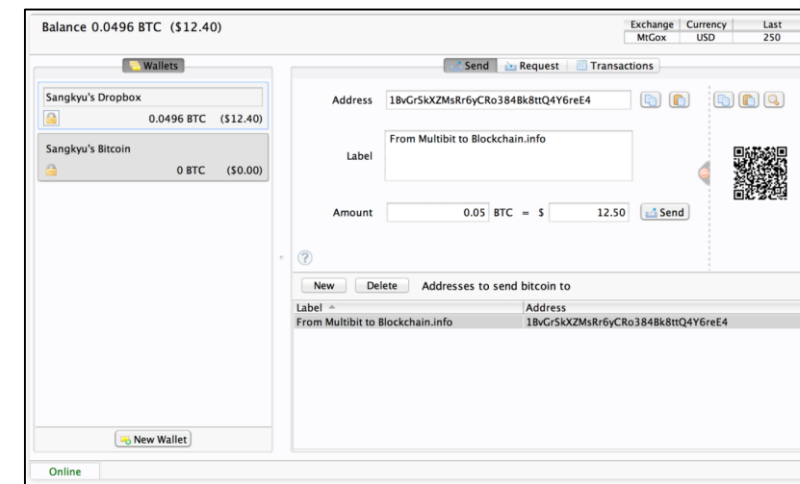 Balance 0.0496 BTC ($12.40)
Exchange Currency Last
MtGox USD 250
Wallets
Sangkyu's Dropbox
0.0496 BTC ($12.40)
Sangkyu's Bitcoin
0 BTC ($0.00)
New Wallet
Send Request Transactions
Address 1BvGrSkXZMsRr6yCRo384Bk8ttQ4Y6reE4
Label From Multibit to Blockchain.info
Amount 0.05 BTC = $ 12.50 Send
?
New Delete Addresses to send bitcoin to
Label Address
From Multibit to Blockchain.info 1BvGrSkXZMsRr6yCRo384Bk8ttQ4Y6reE4
Online